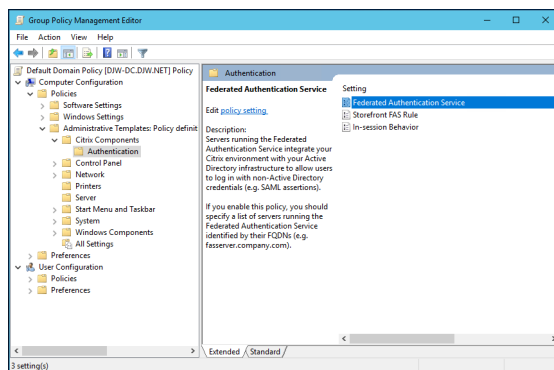 Group Policy Management Editor
File Action View Help
Default Domain Policy [DJW-DC.DJW.NET] Policy
Computer Configuration
Policies
Software Settings
Windows Settings
Administrative Templates: Policy definit
Citrix Components
Authentication
Control Panel
Network
Printers
Server
Start Menu and Taskbar
System
Windows Components
All Settings
Preferences
User Configuration
Policies
Preferences
Authentication
Federated Authentication Service
Edit policy setting.
Description:
Servers running the Federated
Authentication Service integrate your
Citrix environment with your Active
Directory infrastructure to allow users
to log in with non-Active Directory
credentials (e.g. SAML assertions).
If you enable this policy, you should
specify a list of servers running the
Federated Authentication Service
identified by their FQDNs (e.g.
fasserver.company.com).
Setting
Federated Authentication Service
Storefront FAS Rule
In-session Behavior
Extended Standard
3 setting(s)